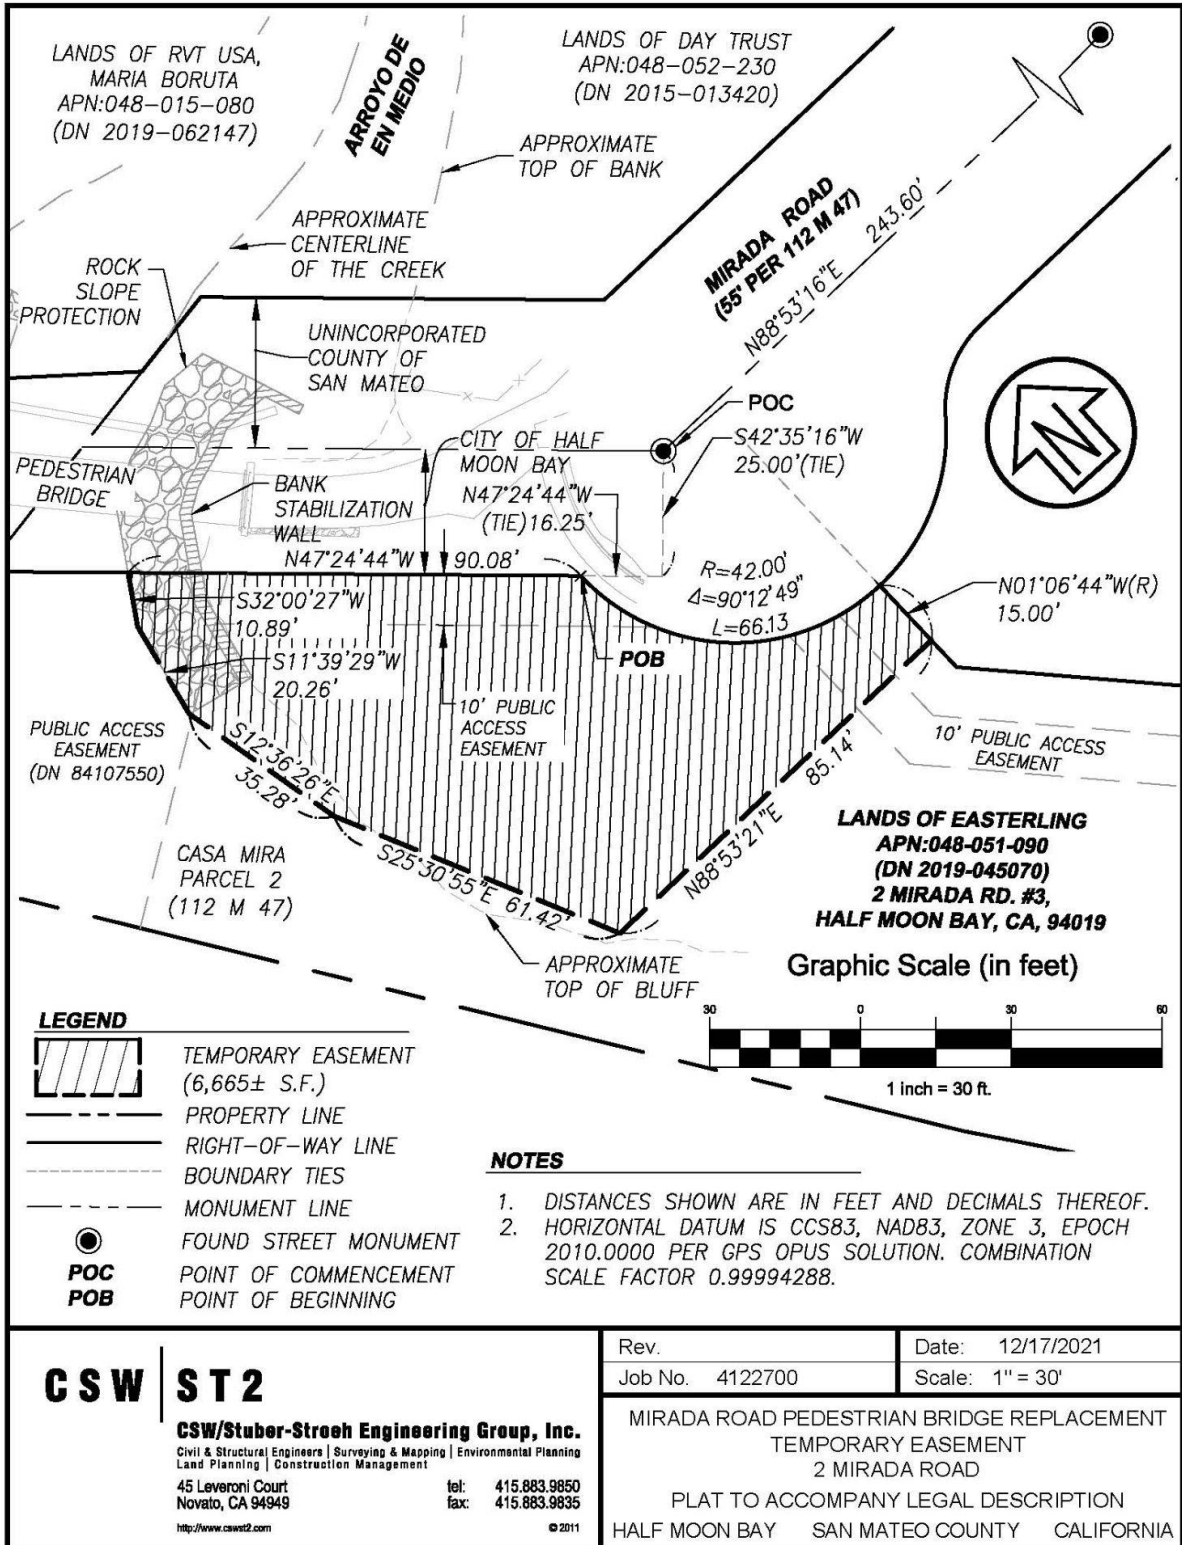 LANDS OF RVT USA,
MARIA BORUTA
APN:048-015-080
(DN 2019-062147)
ARROYO DE
EN MEDIO
LANDS OF DAY TRUST
APN:048-052-230
(DN 2015-013420)
APPROXIMATE
TOP OF BANK
APPROXIMATE
CENTERLINE
OF THE CREEK
MIRADA ROAD
(55' PER 112 M 47)
243.60'
N88°53'16"E
ROCK
SLOPE
PROTECTION
UNINCORPORATED
COUNTY OF
SAN MATEO
POC
S42°35'16"W
25.00'(TIE)
N
CITY OF HALF
MOON BAY
N47°24'44"W
(TIE)16.25'
PEDESTRIAN
BRIDGE
BANK
STABILIZATION
WALL
N47°24'44"W 90.08'
R=42.00'
Δ=90°12'49"
L=66.13
N01°06'44"W(R)
15.00'
S32°00'27"W
10.89'
S11°39'29"W
20.26'
POB
10' PUBLIC
ACCESS
EASEMENT
PUBLIC ACCESS
EASEMENT
(DN 84107550)
S12°36'26"E
35.28'
S25°30'55"E 61.42'
N88°53'21"E 85.14'
10' PUBLIC ACCESS
EASEMENT
CASA MIRA
PARCEL 2
(112 M 47)
LANDS OF EASTERLING
APN:048-051-090
(DN 2019-045070)
2 MIRADA RD. #3,
HALF MOON BAY, CA, 94019
APPROXIMATE
TOP OF BLUFF
Graphic Scale (in feet)
30 0 30 60
1 inch = 30 ft.
LEGEND
TEMPORARY EASEMENT
(6,665± S.F.)
PROPERTY LINE
RIGHT-OF-WAY LINE
BOUNDARY TIES
MONUMENT LINE
FOUND STREET MONUMENT
POC POINT OF COMMENCEMENT
POB POINT OF BEGINNING
NOTES
1. DISTANCES SHOWN ARE IN FEET AND DECIMALS THEREOF.
2. HORIZONTAL DATUM IS CCS83, NAD83, ZONE 3, EPOCH
2010.0000 PER GPS OPUS SOLUTION. COMBINATION
SCALE FACTOR 0.99994288.
CSW ST2
CSW/Stuber-Stroeh Engineering Group, Inc.
Civil & Structural Engineers | Surveying & Mapping | Environmental Planning
Land Planning | Construction Management
45 Leveroni Court tel: 415.883.9850
Novato, CA 94949 fax: 415.883.9835
http://www.cswst2.com © 2011
Rev. Date: 12/17/2021
Job No. 4122700 Scale: 1" = 30'
MIRADA ROAD PEDESTRIAN BRIDGE REPLACEMENT
TEMPORARY EASEMENT
2 MIRADA ROAD
PLAT TO ACCOMPANY LEGAL DESCRIPTION
HALF MOON BAY SAN MATEO COUNTY CALIFORNIA